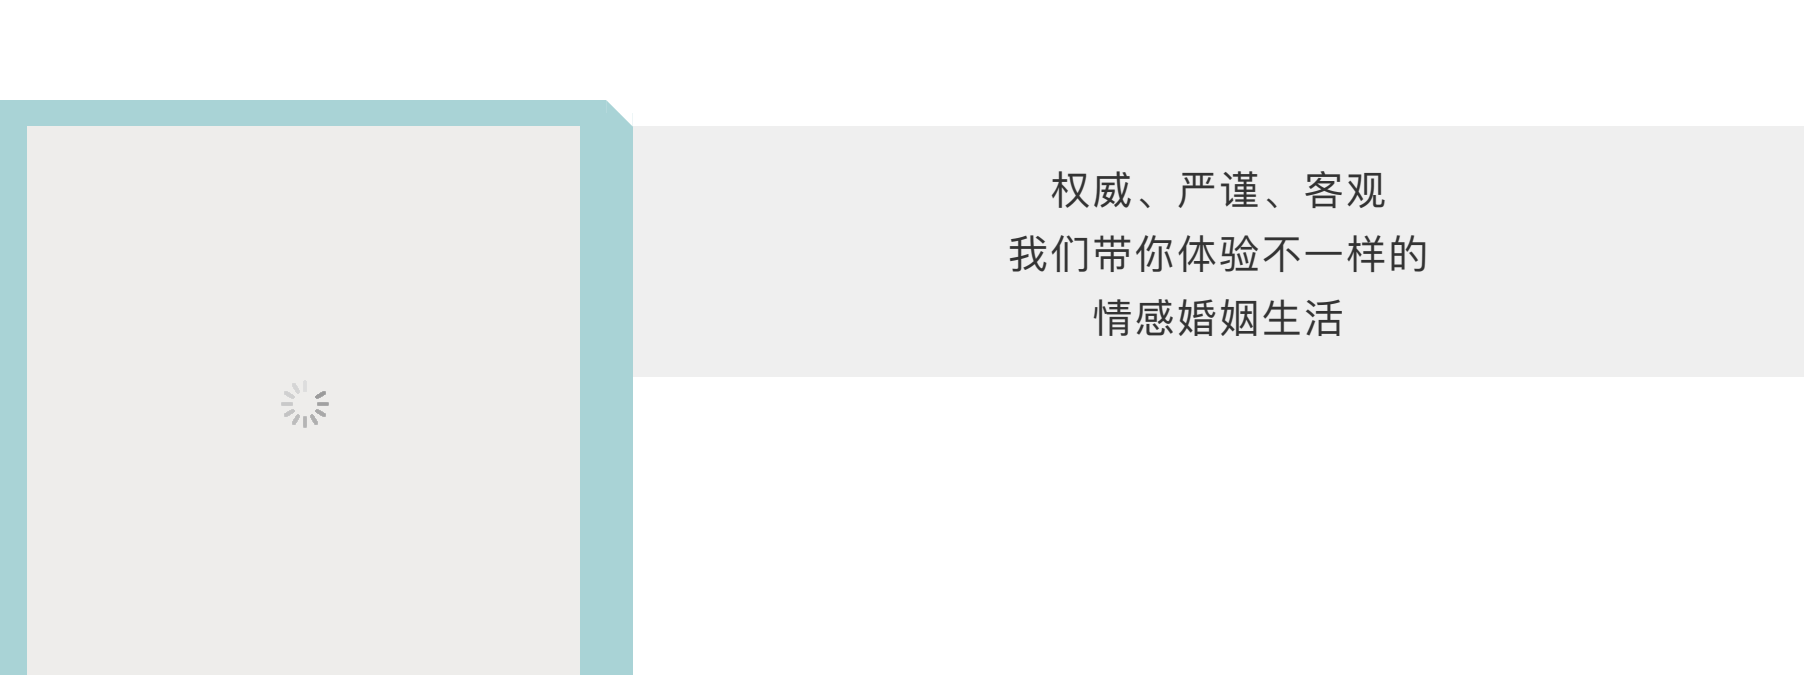 权威、严谨、客观
我们带你体验不一样的
情感婚姻生活